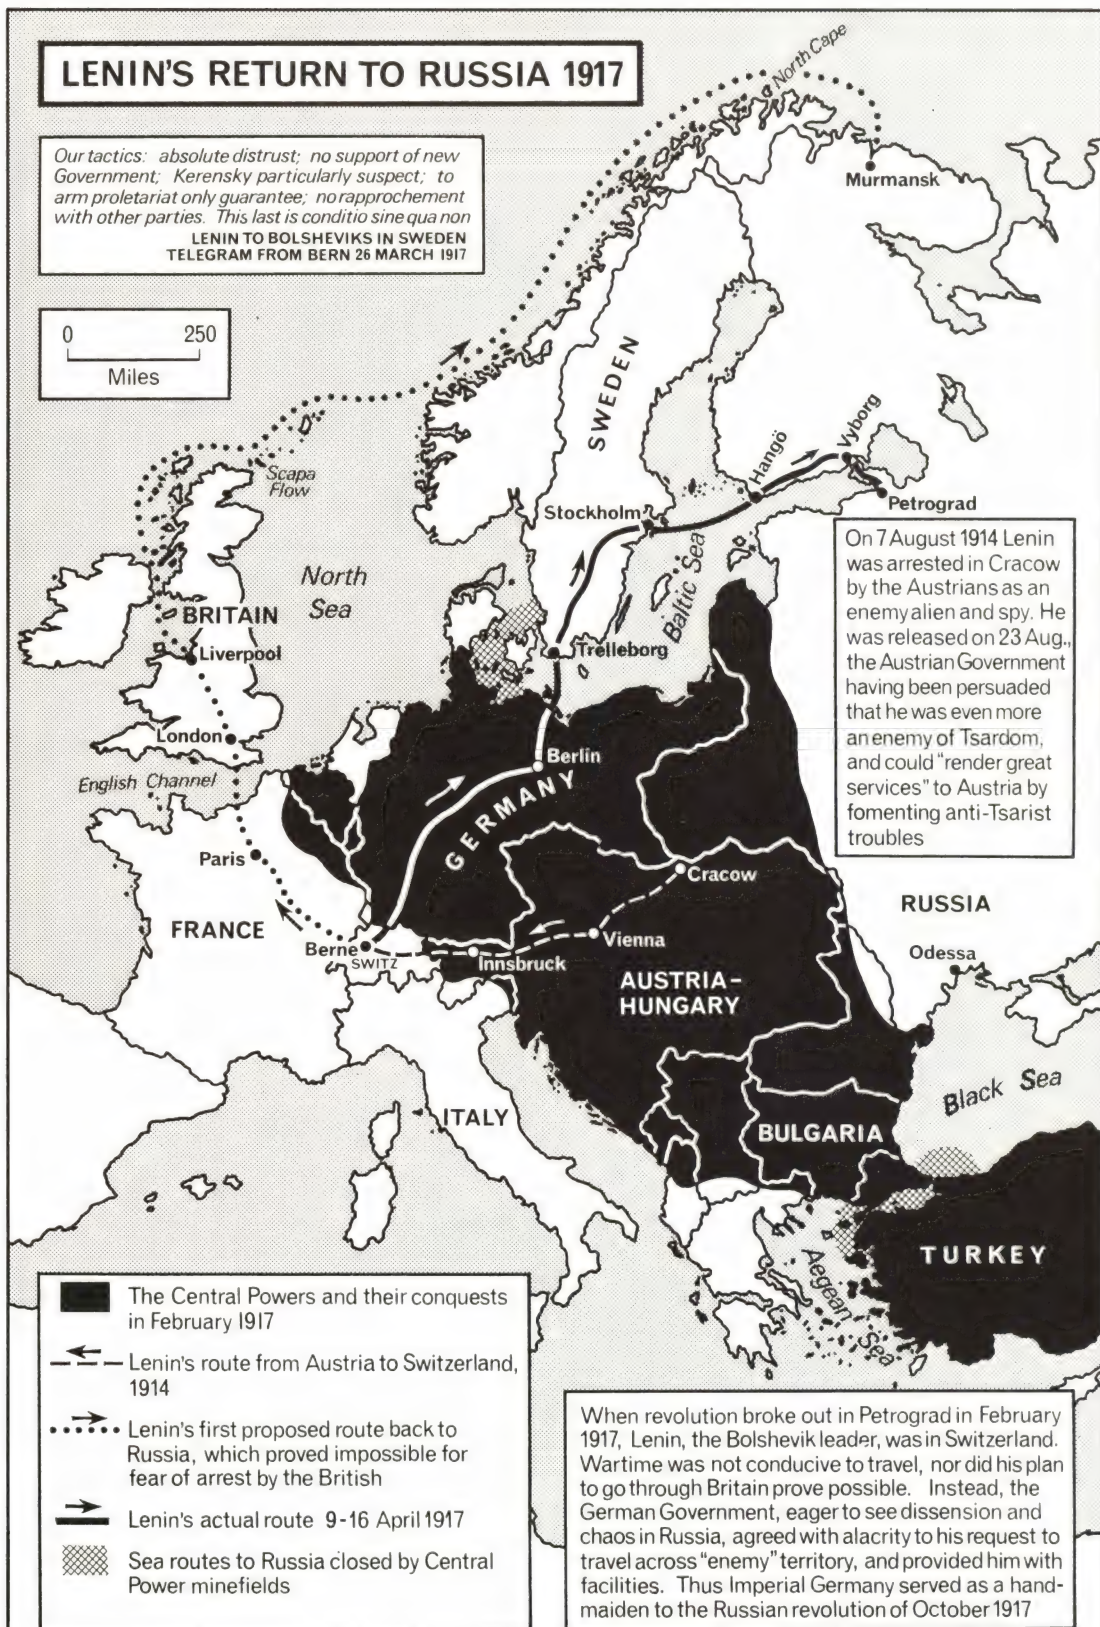 LENIN'S RETURN TO RUSSIA 1917
Our tactics: absolute distrust; no support of new
Government; Kerensky particularly suspect; to
arm proletariat only guarantee; no rapprochement
with other parties. This last is conditio sine qua non
LENIN TO BOLSHEVIKS IN SWEDEN
TELEGRAM FROM BERN 26 MARCH 1917
0 250
Miles
North Cape
Murmansk
SWEDEN
Scapa
Flow
Hangö
Vyborg
Petrograd
Stockholm
North
Sea
Baltic Sea
BRITAIN
Liverpool
Trelleborg
London
English Channel
Berlin
GERMANY
Paris
Cracow
FRANCE
Berne
SWITZ
Innsbruck
Vienna
AUSTRIA-
HUNGARY
RUSSIA
Odessa
Black Sea
ITALY
BULGARIA
TURKEY
Aegean Sea
On 7 August 1914 Lenin
was arrested in Cracow
by the Austrians as an
enemy alien and spy. He
was released on 23 Aug.,
the Austrian Government
having been persuaded
that he was even more
an enemy of Tsardom,
and could "render great
services" to Austria by
fomenting anti-Tsarist
troubles
The Central Powers and their conquests
in February 1917
Lenin's route from Austria to Switzerland,
1914
Lenin's first proposed route back to
Russia, which proved impossible for
fear of arrest by the British
Lenin's actual route 9-16 April 1917
Sea routes to Russia closed by Central
Power minefields
When revolution broke out in Petrograd in February
1917, Lenin, the Bolshevik leader, was in Switzerland.
Wartime was not conducive to travel, nor did his plan
to go through Britain prove possible. Instead, the
German Government, eager to see dissension and
chaos in Russia, agreed with alacrity to his request to
travel across "enemy" territory, and provided him with
facilities. Thus Imperial Germany served as a hand-
maiden to the Russian revolution of October 1917